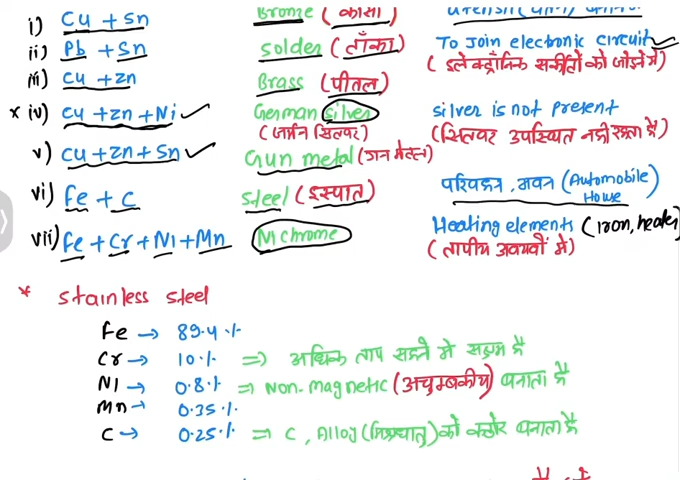 i) Cu + Sn Bronze (कांसा)
ii) Pb + Sn solder (टाँका) To Join electronic circuit (इलेक्ट्रॉनिक सर्किटों को जोड़ने में)
iii) Cu + Zn Brass (पीतल)
x iv) Cu + Zn + Ni German silver (जर्मन सिल्वर) silver is not present (सिल्वर उपस्थित नहीं रहता है)
v) Cu + Zn + Sn Gun metal (गन मेटल)
vi) Fe + C steel (इस्पात) परिवहन, भवन (Automobile House)
vii) Fe + Cr + Ni + Mn Nichrome Heating elements (iron, heater) (तापीय अवयवों में)
* stainless steel
Fe → 89.4 %
Cr → 10 % ⇒ अधिक ताप सहने में सक्षम है
Ni → 0.8 % ⇒ Non-magnetic (अचुम्बकीय) बनाता है
Mn → 0.35 %
C → 0.25 % ⇒ C, Alloy (मिश्रधातु) को कठोर बनाता है